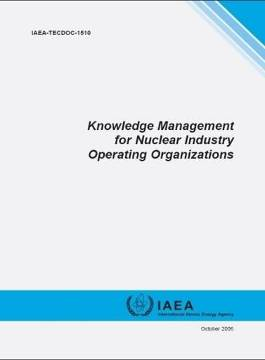 IAEA-TECDOC-1510
Knowledge Management
for Nuclear Industry
Operating Organizations
IAEA
International Atomic Energy Agency
October 2006